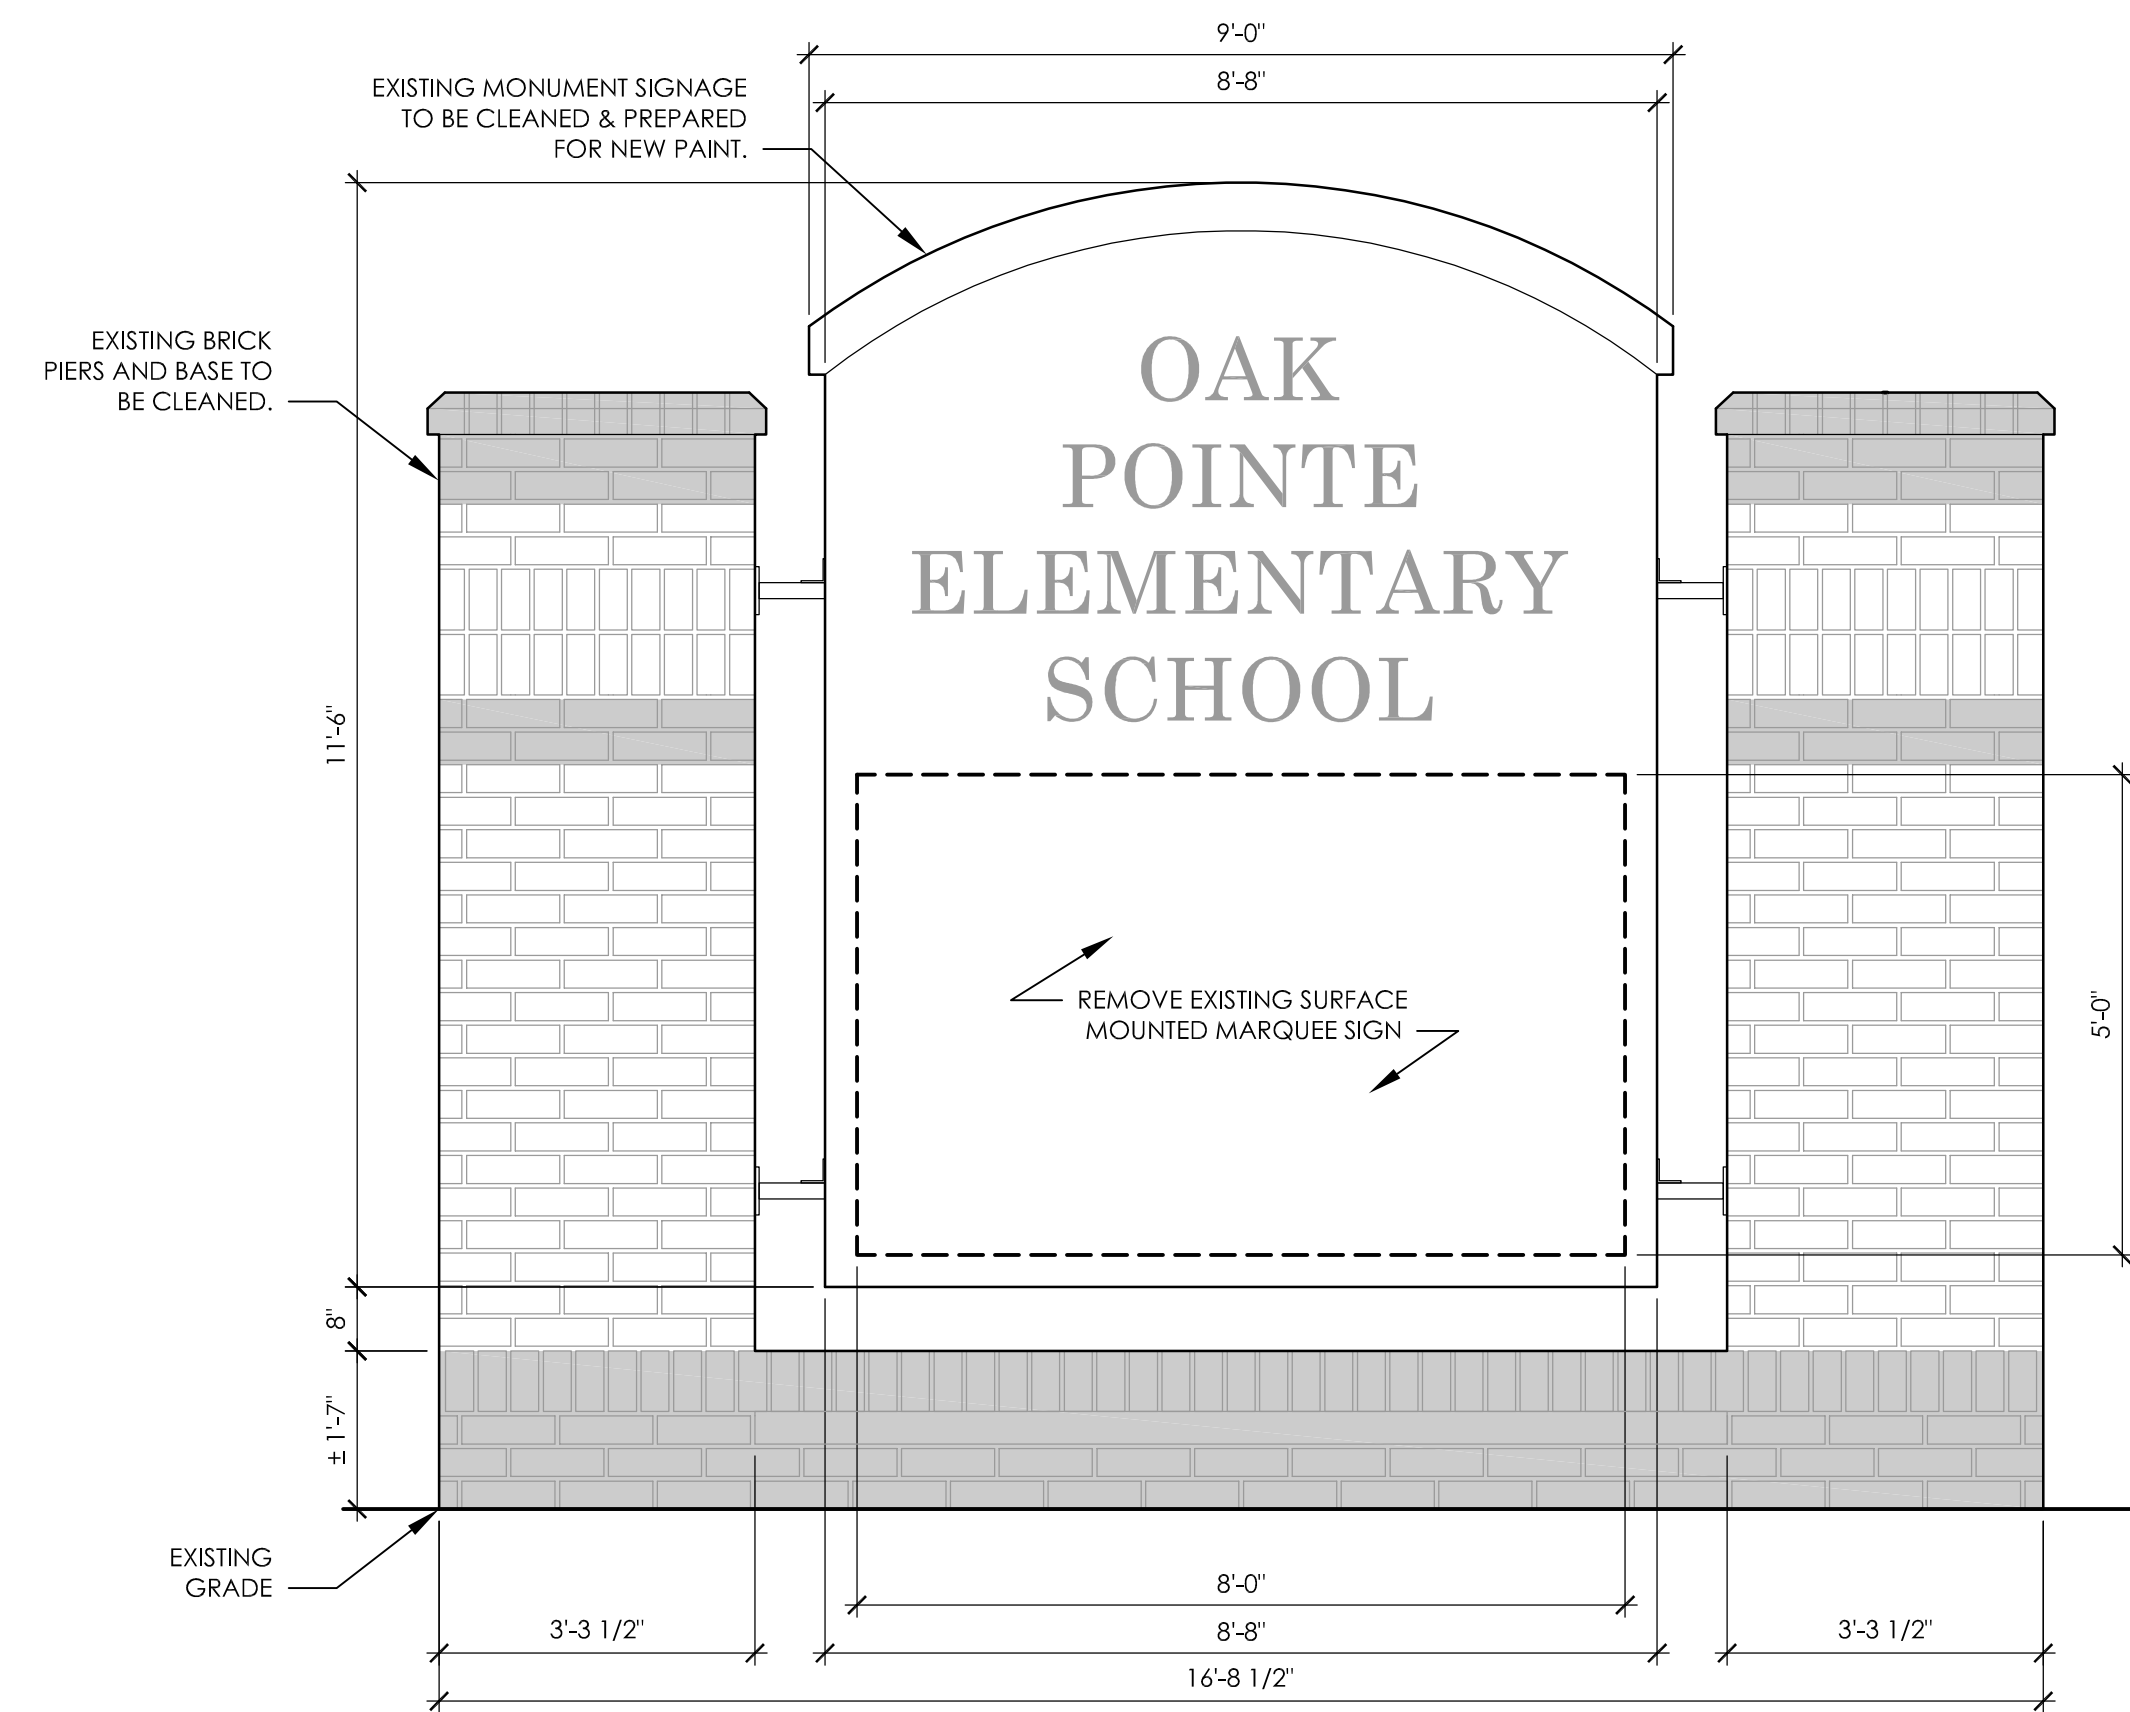 9'-0"
8'-8"
EXISTING MONUMENT SIGNAGE
TO BE CLEANED & PREPARED
FOR NEW PAINT.
EXISTING BRICK
PIERS AND BASE TO
BE CLEANED.
OAK
POINTE
ELEMENTARY
SCHOOL
11'-6"
REMOVE EXISTING SURFACE
MOUNTED MARQUEE SIGN
5'-0"
8"
± 1'-7"
EXISTING
GRADE
8'-0"
3'-3 1/2"
8'-8"
3'-3 1/2"
16'-8 1/2"